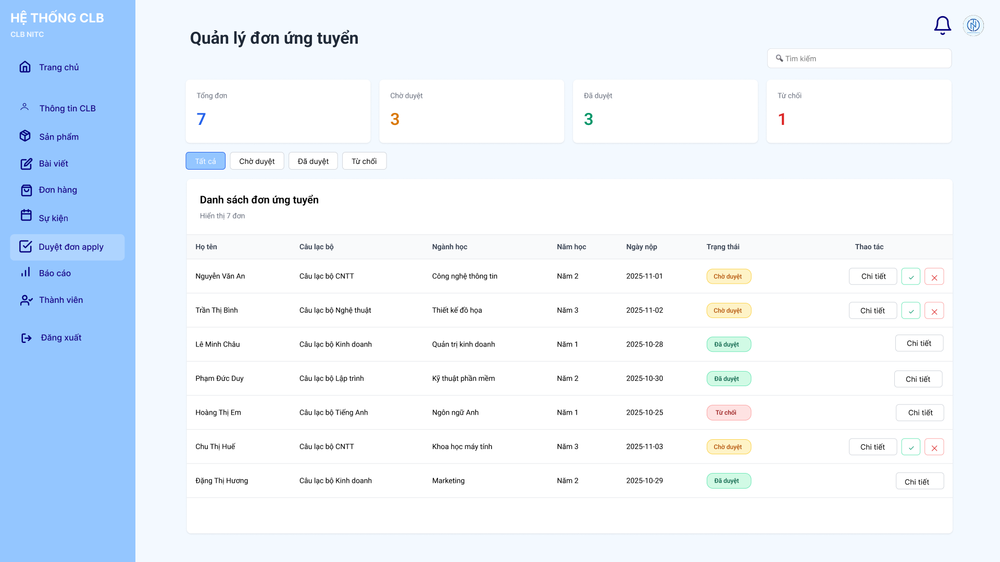 HỆ THỐNG CLB
CLB NITC
Trang chủ
Thông tin CLB
Sản phẩm
Bài viết
Đơn hàng
Sự kiện
Duyệt đơn apply
Báo cáo
Thành viên
Đăng xuất
Quản lý đơn ứng tuyển
Tìm kiếm
Tổng đơn
7
Chờ duyệt
3
Đã duyệt
3
Từ chối
1
Tất cả Chờ duyệt Đã duyệt Từ chối
Danh sách đơn ứng tuyển
Hiển thị 7 đơn
Họ tên Câu lạc bộ Ngành học Năm học Ngày nộp Trạng thái Thao tác
Nguyễn Văn An Câu lạc bộ CNTT Công nghệ thông tin Năm 2 2025-11-01 Chờ duyệt Chi tiết
Trần Thị Bình Câu lạc bộ Nghệ thuật Thiết kế đồ họa Năm 3 2025-11-02 Chờ duyệt Chi tiết
Lê Minh Châu Câu lạc bộ Kinh doanh Quản trị kinh doanh Năm 1 2025-10-28 Đã duyệt Chi tiết
Phạm Đức Duy Câu lạc bộ Lập trình Kỹ thuật phần mềm Năm 2 2025-10-30 Đã duyệt Chi tiết
Hoàng Thị Em Câu lạc bộ Tiếng Anh Ngôn ngữ Anh Năm 1 2025-10-25 Từ chối Chi tiết
Chu Thị Huế Câu lạc bộ CNTT Khoa học máy tính Năm 3 2025-11-03 Chờ duyệt Chi tiết
Đặng Thị Hương Câu lạc bộ Kinh doanh Marketing Năm 2 2025-10-29 Đã duyệt Chi tiết